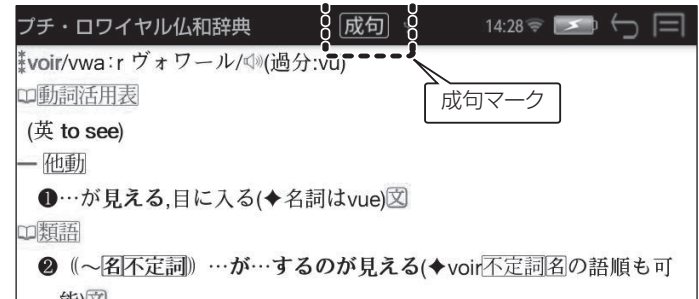 プチ・ロワイヤル仏和辞典 成句 14:28
voir/vwaːr ヴォワール/(過分:vu)
成句マーク
動詞活用表
(英 to see)
— 他動
❶…が見える,目に入る(◆名詞はvue)文
類語
❷ ⸨～名不定詞⸩ …が…するのが見える(◆voir不定詞名の語順も可
能)文